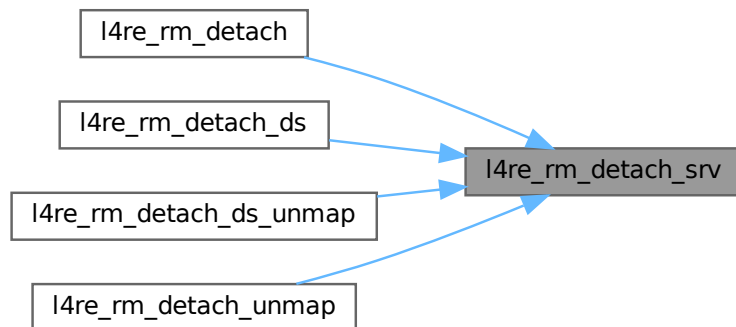 l4re_rm_detach
l4re_rm_detach_ds
l4re_rm_detach_srv
l4re_rm_detach_ds_unmap
l4re_rm_detach_unmap